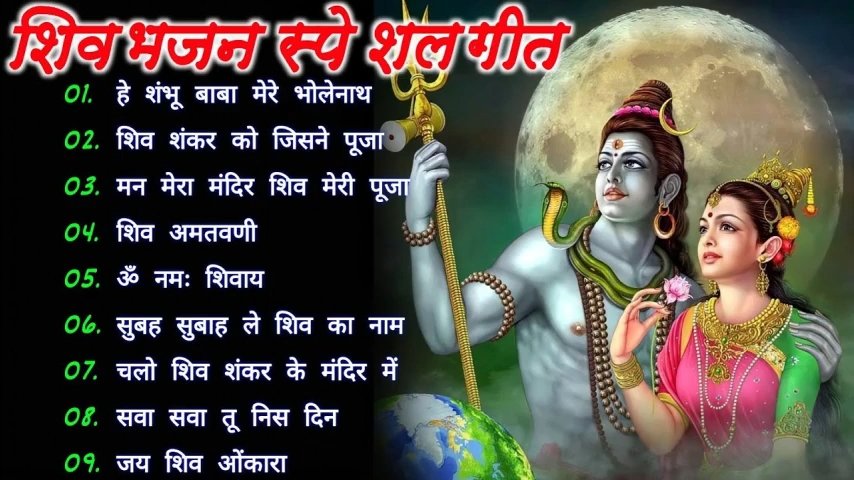 शिव भजन स्पे शल गीत
01. हे शंभू बाबा मेरे भोलेनाथ
02. शिव शंकर को जिसने पूजा
03. मन मेरा मंदिर शिव मेरी पूजा
04. शिव अमतवणी
05. ॐ नमः शिवाय
06. सुबह सुबाह ले शिव का नाम
07. चलो शिव शंकर के मंदिर में
08. सवा सवा तू निस दिन
09. जय शिव ओंकारा